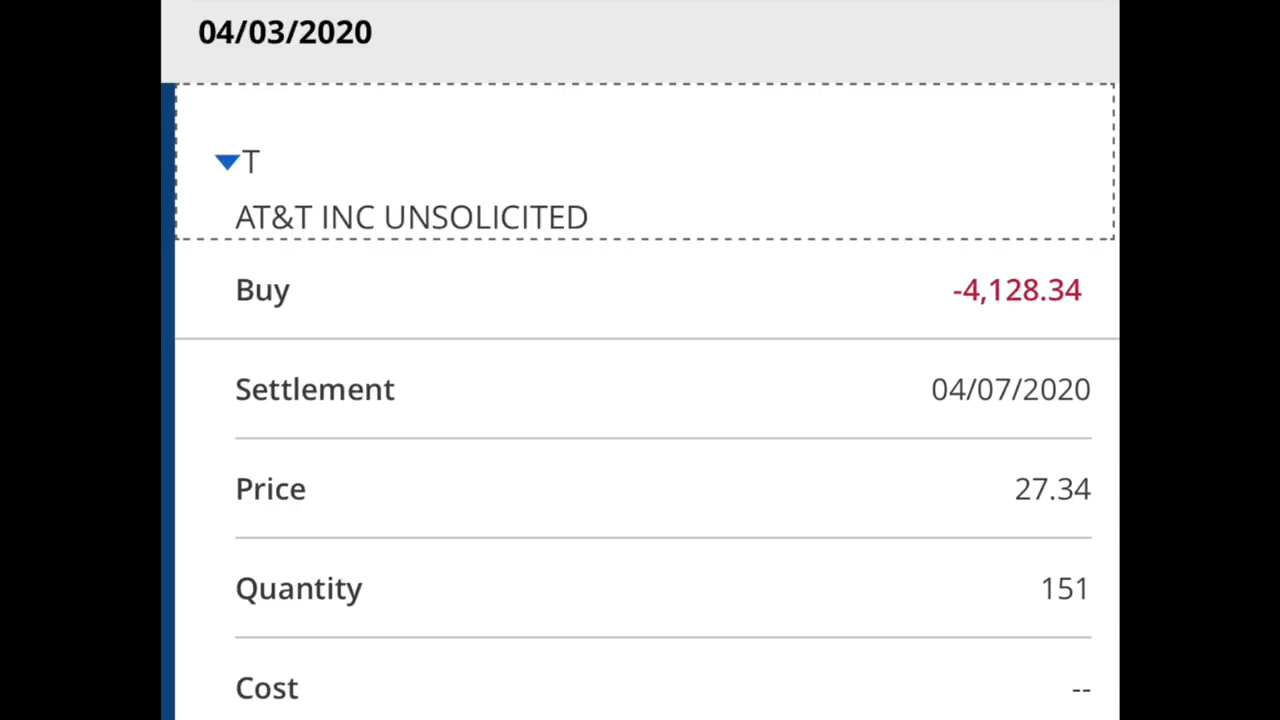 04/03/2020
T
AT&T INC UNSOLICITED
Buy -4,128.34
Settlement 04/07/2020
Price 27.34
Quantity 151
Cost --